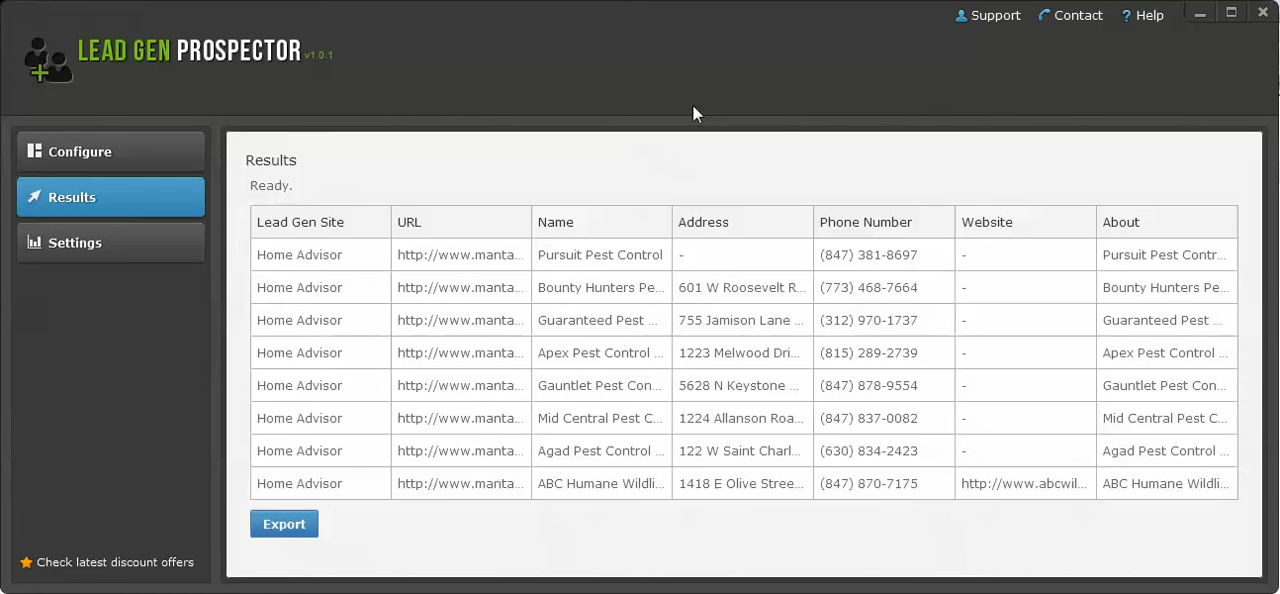 Support Contact ? Help
LEAD GEN PROSPECTOR v1.0.1
Configure
Results
Settings
Check latest discount offers
Results
Ready.
Lead Gen Site URL Name Address Phone Number Website About
Home Advisor http://www.manta... Pursuit Pest Control - (847) 381-8697 - Pursuit Pest Contr...
Home Advisor http://www.manta... Bounty Hunters Pe... 601 W Roosevelt R... (773) 468-7664 - Bounty Hunters Pe...
Home Advisor http://www.manta... Guaranteed Pest ... 755 Jamison Lane ... (312) 970-1737 - Guaranteed Pest ...
Home Advisor http://www.manta... Apex Pest Control ... 1223 Melwood Dri... (815) 289-2739 - Apex Pest Control ...
Home Advisor http://www.manta... Gauntlet Pest Con... 5628 N Keystone ... (847) 878-9554 - Gauntlet Pest Con...
Home Advisor http://www.manta... Mid Central Pest C... 1224 Allanson Roa... (847) 837-0082 - Mid Central Pest C...
Home Advisor http://www.manta... Agad Pest Control ... 122 W Saint Charl... (630) 834-2423 - Agad Pest Control ...
Home Advisor http://www.manta... ABC Humane Wildli... 1418 E Olive Stree... (847) 870-7175 http://www.abcwil... ABC Humane Wildli...
Export